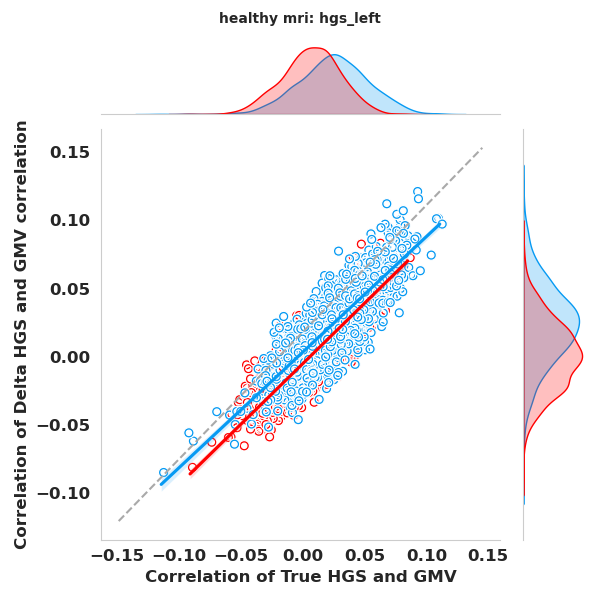 healthy mri: hgs_left
Correlation of Delta HGS and GMV correlation
0.15
0.10
0.05
0.00
−0.05
−0.10
−0.15 −0.10 −0.05 0.00 0.05 0.10 0.15
Correlation of True HGS and GMV